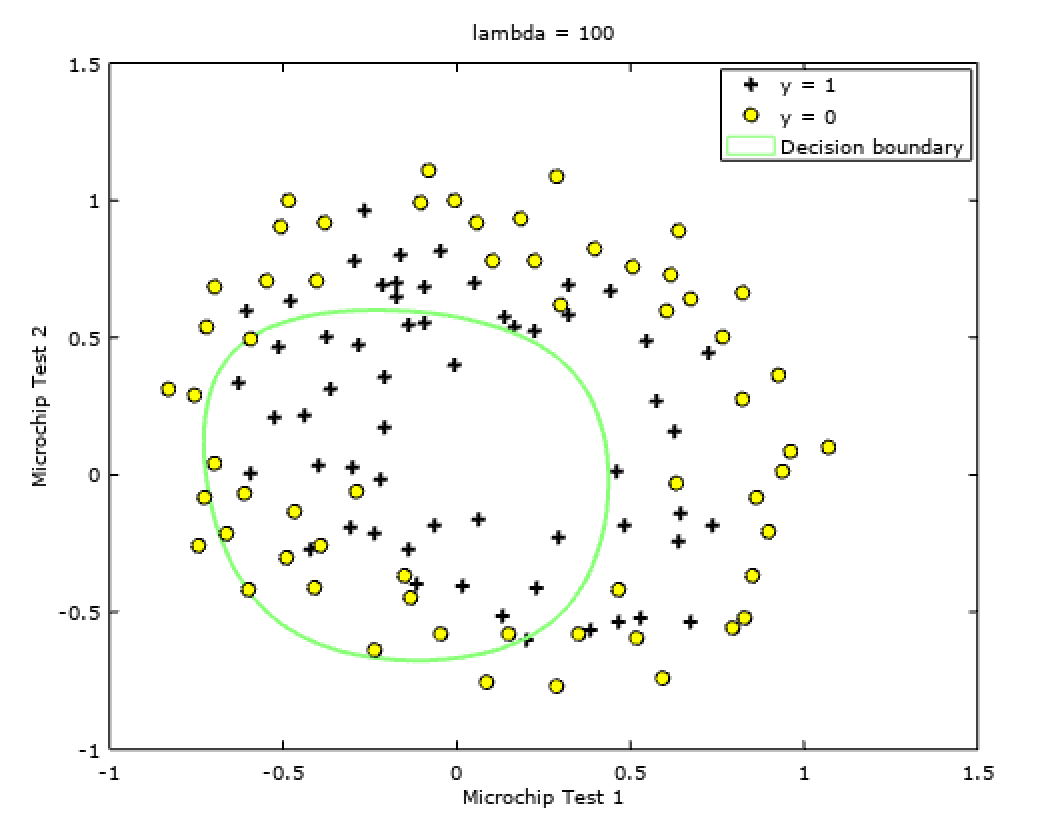 lambda = 100
y = 1
y = 0
Decision boundary
1.5
1
0.5
0
-0.5
-1
Microchip Test 2
-1
-0.5
0
0.5
1
1.5
Microchip Test 1